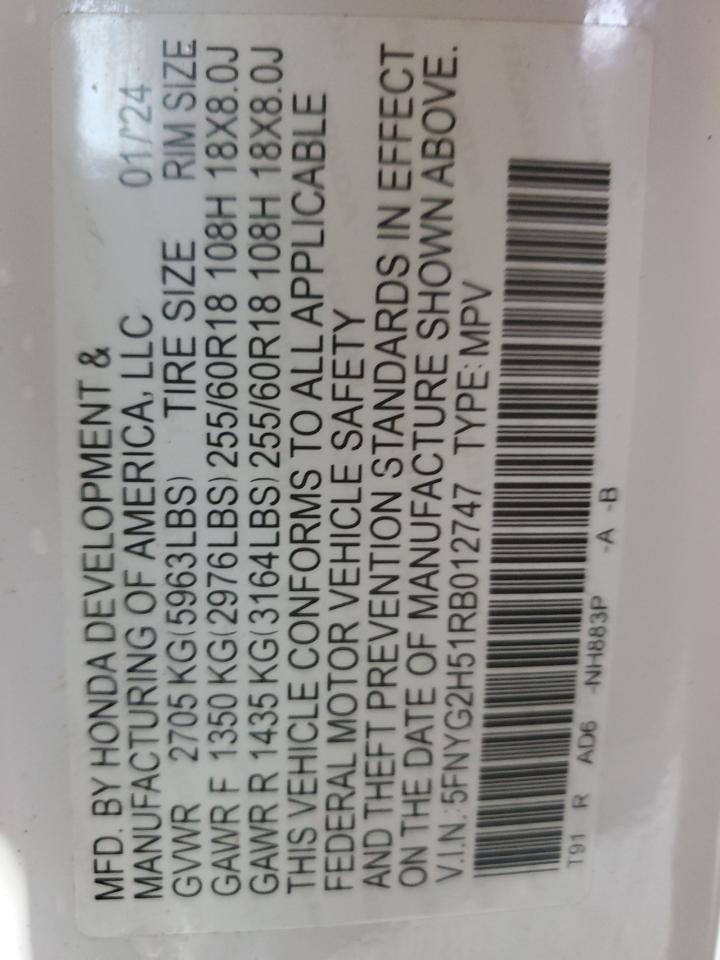 MFD. BY HONDA DEVELOPMENT &
MANUFACTURING OF AMERICA, LLC 01/'24
GVWR 2705 KG(5963LBS) TIRE SIZE RIM SIZE
GAWR F 1350 KG(2976LBS) 255/60R18 108H 18X8.0J
GAWR R 1435 KG(3164LBS) 255/60R18 108H 18X8.0J
THIS VEHICLE CONFORMS TO ALL APPLICABLE
FEDERAL MOTOR VEHICLE SAFETY
AND THEFT PREVENTION STANDARDS IN EFFECT
ON THE DATE OF MANUFACTURE SHOWN ABOVE.
V.I.N.:5FNYG2H51RB012747 TYPE:MPV
T91 R AD6 -NH883P -A -B